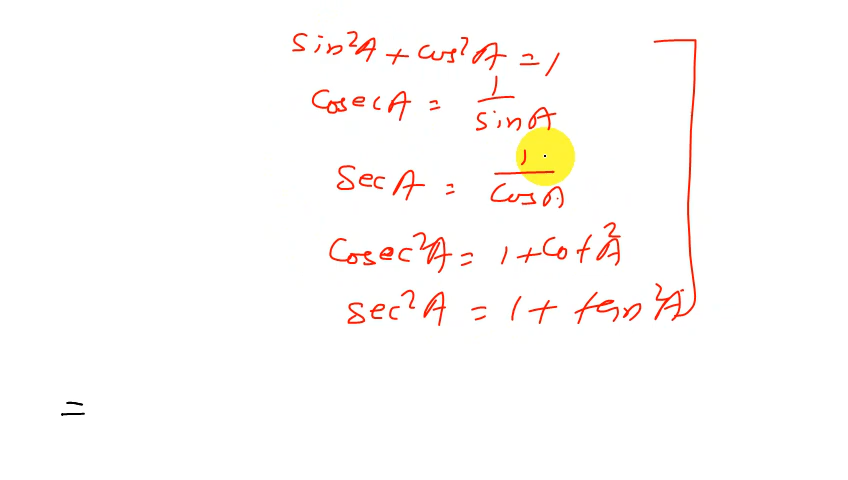 sin²A + cos²A = 1
CosecA = 1/sinA
SecA = 1/CosA
Cosec²A = 1 + Cot²A
Sec²A = 1 + tan²A
=